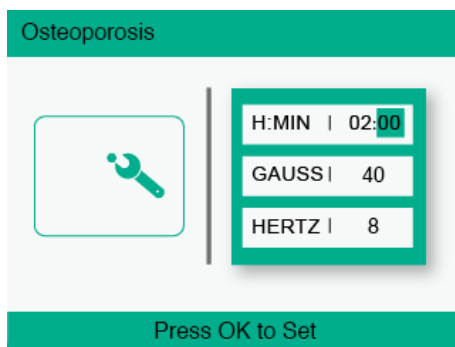 Osteoporosis
H:MIN | 02:00
GAUSS | 40
HERTZ | 8
Press OK to Set